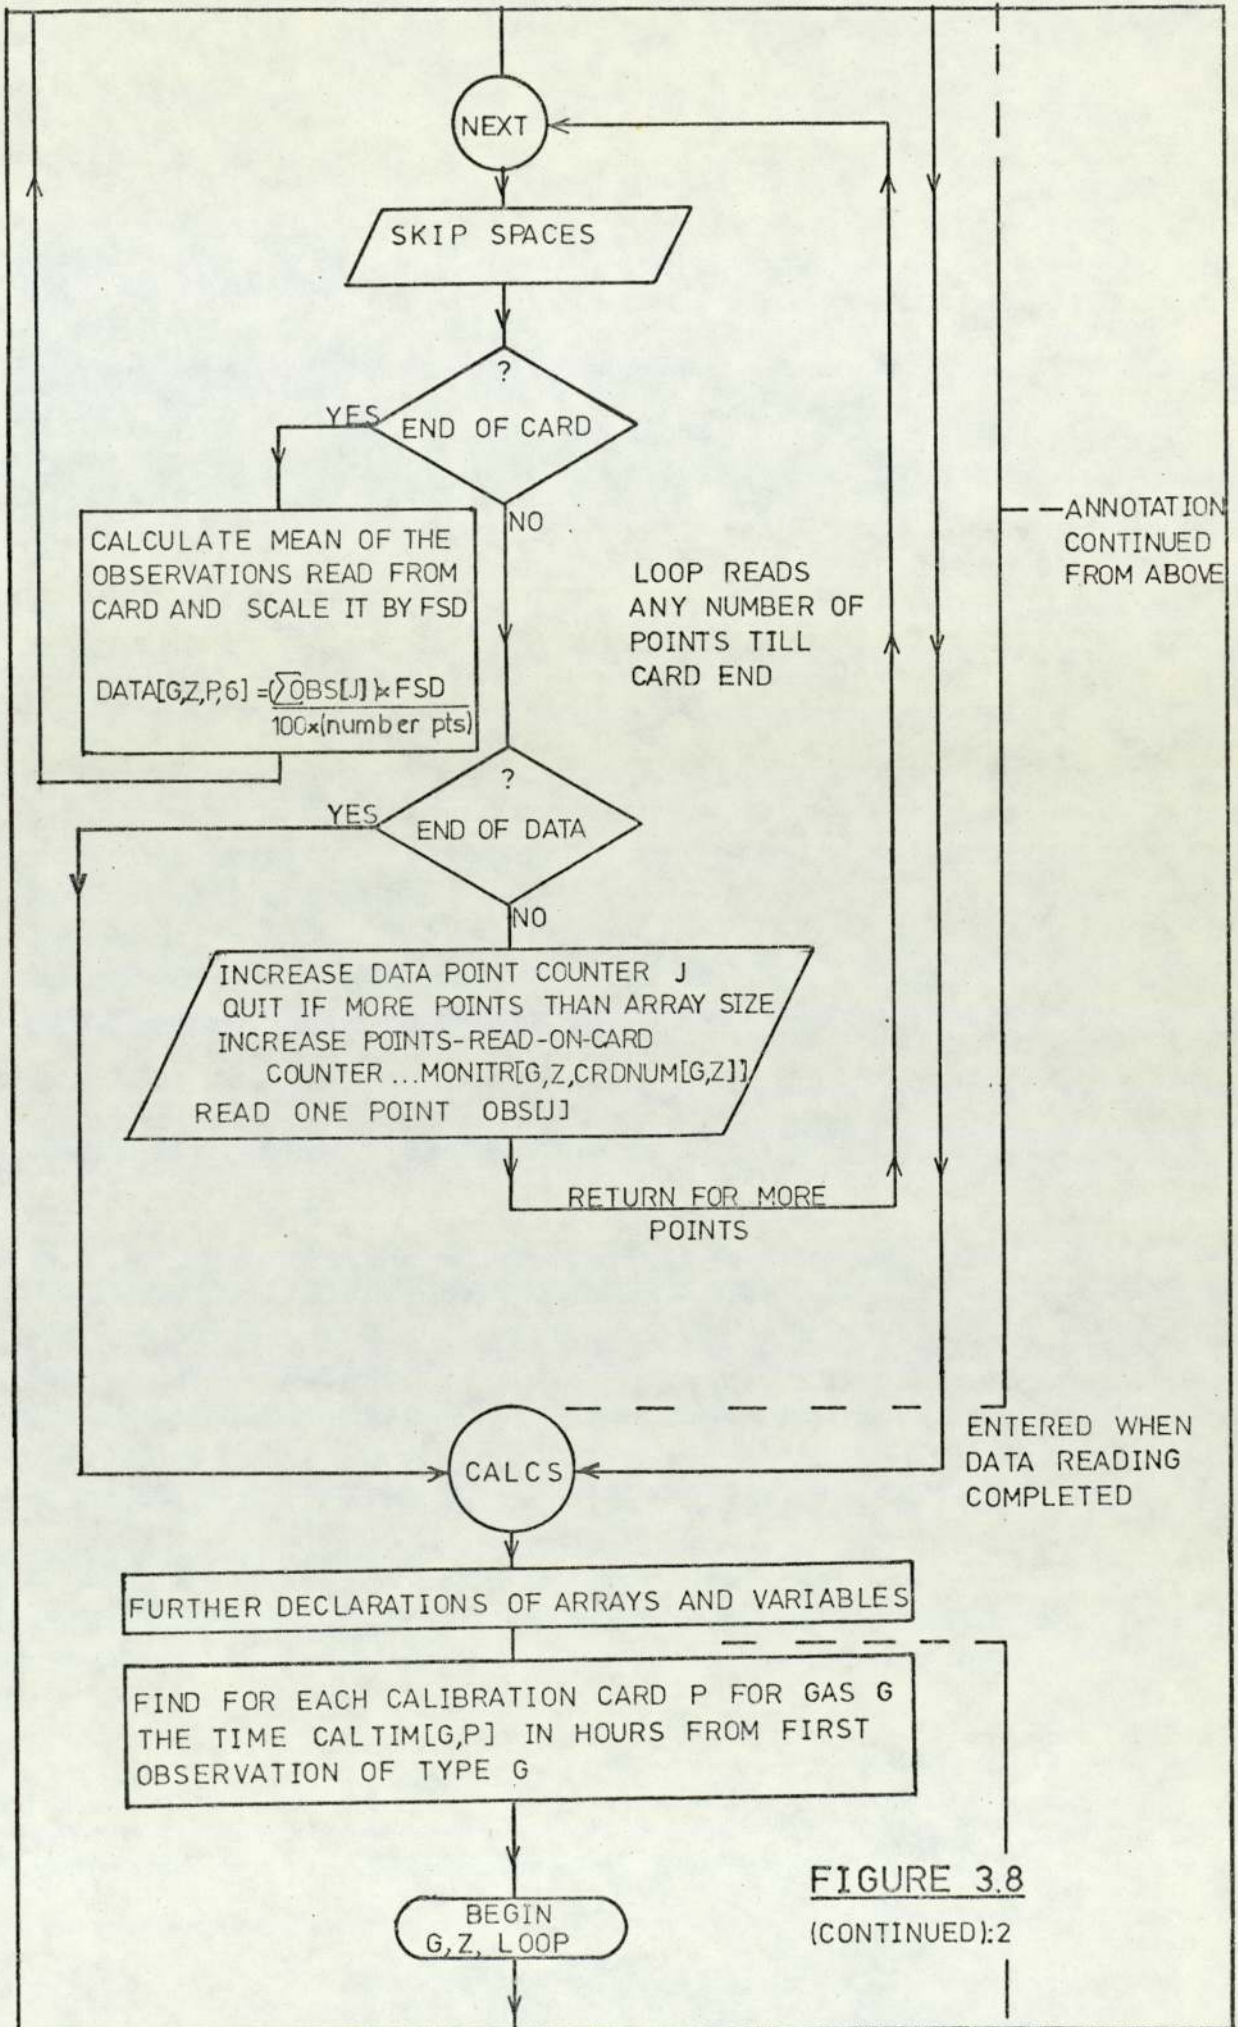 NEXT
SKIP SPACES
?
END OF CARD
YES
NO
CALCULATE MEAN OF THE
OBSERVATIONS READ FROM
CARD AND SCALE IT BY FSD
DATA[G,Z,P,6] =(∑OBS[J])×FSD
100×(number pts)
LOOP READS
ANY NUMBER OF
POINTS TILL
CARD END
ANNOTATION
CONTINUED
FROM ABOVE
?
END OF DATA
YES
NO
INCREASE DATA POINT COUNTER J
QUIT IF MORE POINTS THAN ARRAY SIZE
INCREASE POINTS-READ-ON-CARD
COUNTER ...MONITR[G,Z,CRDNUM[G,Z]]
READ ONE POINT OBS[J]
RETURN FOR MORE
POINTS
CALCS
ENTERED WHEN
DATA READING
COMPLETED
FURTHER DECLARATIONS OF ARRAYS AND VARIABLES
FIND FOR EACH CALIBRATION CARD P FOR GAS G
THE TIME CALTIM[G,P] IN HOURS FROM FIRST
OBSERVATION OF TYPE G
BEGIN
G,Z, LOOP
FIGURE 3.8
(CONTINUED):2